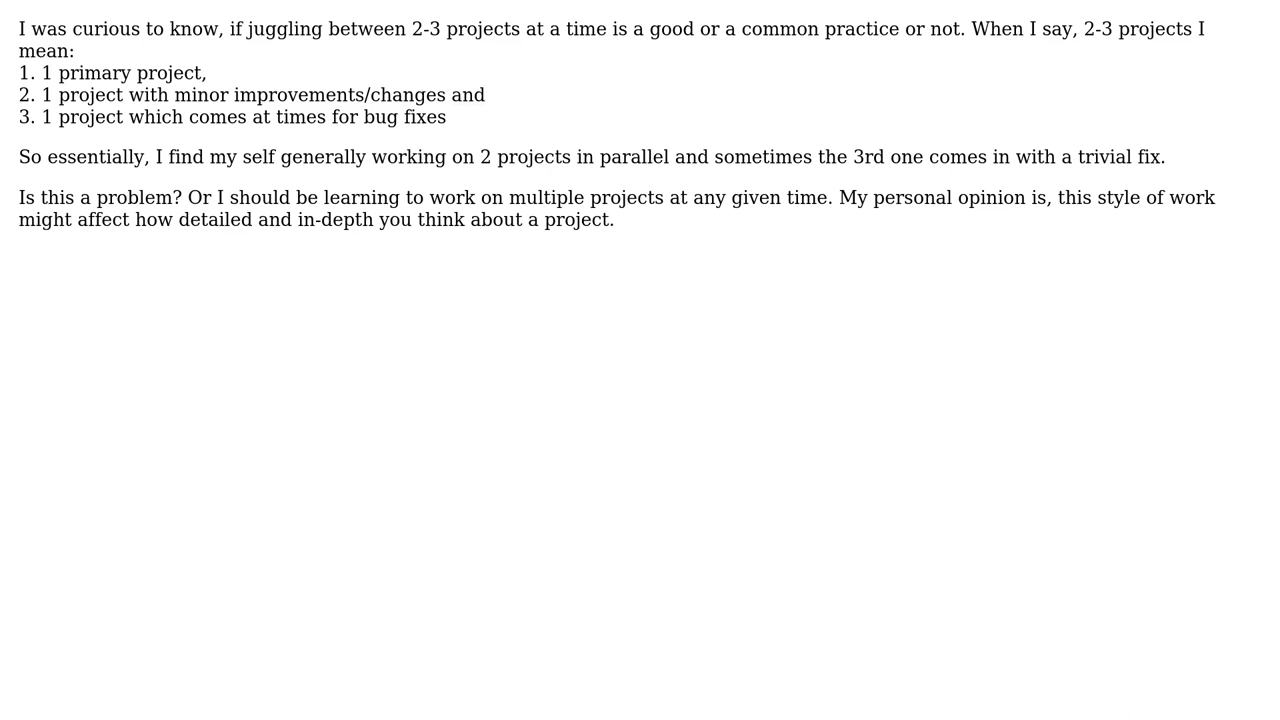 I was curious to know, if juggling between 2-3 projects at a time is a good or a common practice or not. When I say, 2-3 projects I
mean:
1. 1 primary project,
2. 1 project with minor improvements/changes and
3. 1 project which comes at times for bug fixes
So essentially, I find my self generally working on 2 projects in parallel and sometimes the 3rd one comes in with a trivial fix.
Is this a problem? Or I should be learning to work on multiple projects at any given time. My personal opinion is, this style of work
might affect how detailed and in-depth you think about a project.